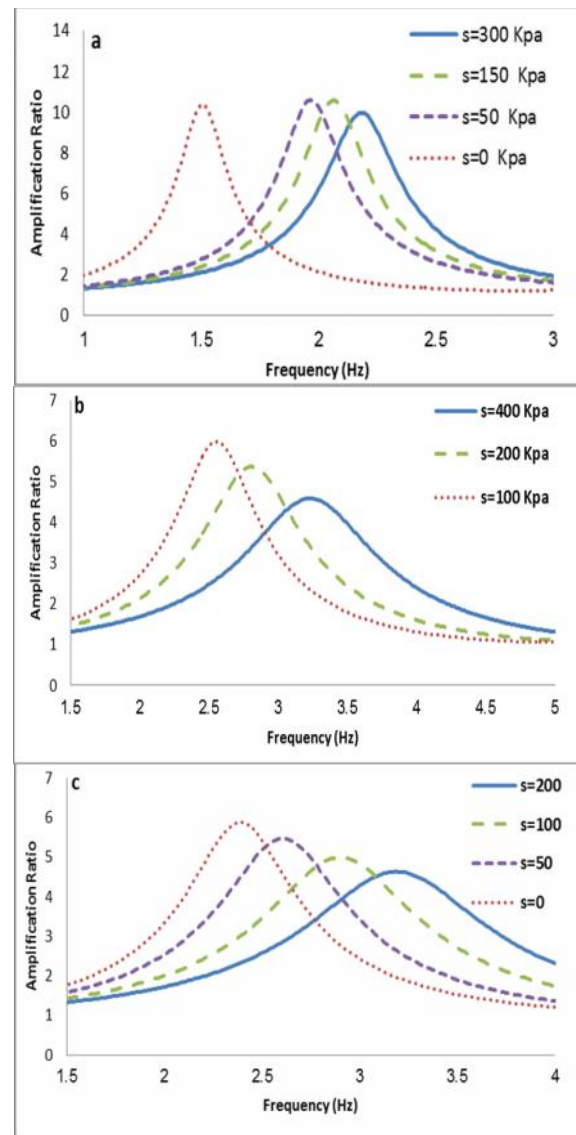 a
14
12
10
8
6
4
2
0
Amplification Ratio
s=300 Kpa
s=150 Kpa
s=50 Kpa
s=0 Kpa
1 1.5 2 2.5 3
Frequency (Hz)
b
7
6
5
4
3
2
1
0
Amplification Ratio
s=400 Kpa
s=200 Kpa
s=100 Kpa
1.5 2 2.5 3 3.5 4 4.5 5
Frequency (Hz)
c
7
6
5
4
3
2
1
0
Amplification Ratio
s=200
s=100
s=50
s=0
1.5 2 2.5 3 3.5 4
Frequency (Hz)